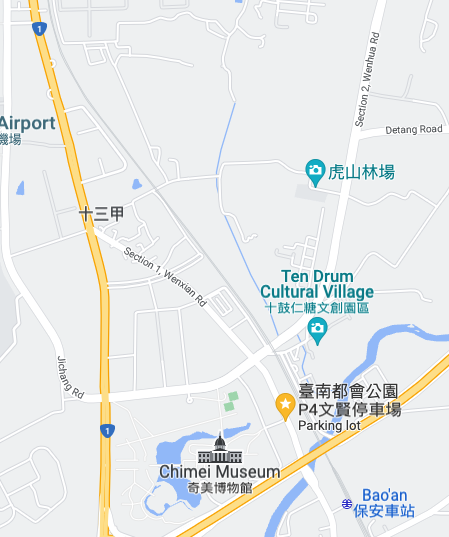 1
Section 2, Wenhua Rd
Airport
機場
Detang Road
虎山林場
十三甲
Section 1, Wenxian Rd
Ten Drum
Cultural Village
十鼓仁糖文創園區
Jichang Rd
臺南都會公園
P4文賢停車場
Parking lot
1
Chimei Museum
奇美博物館
Bao'an
保安車站